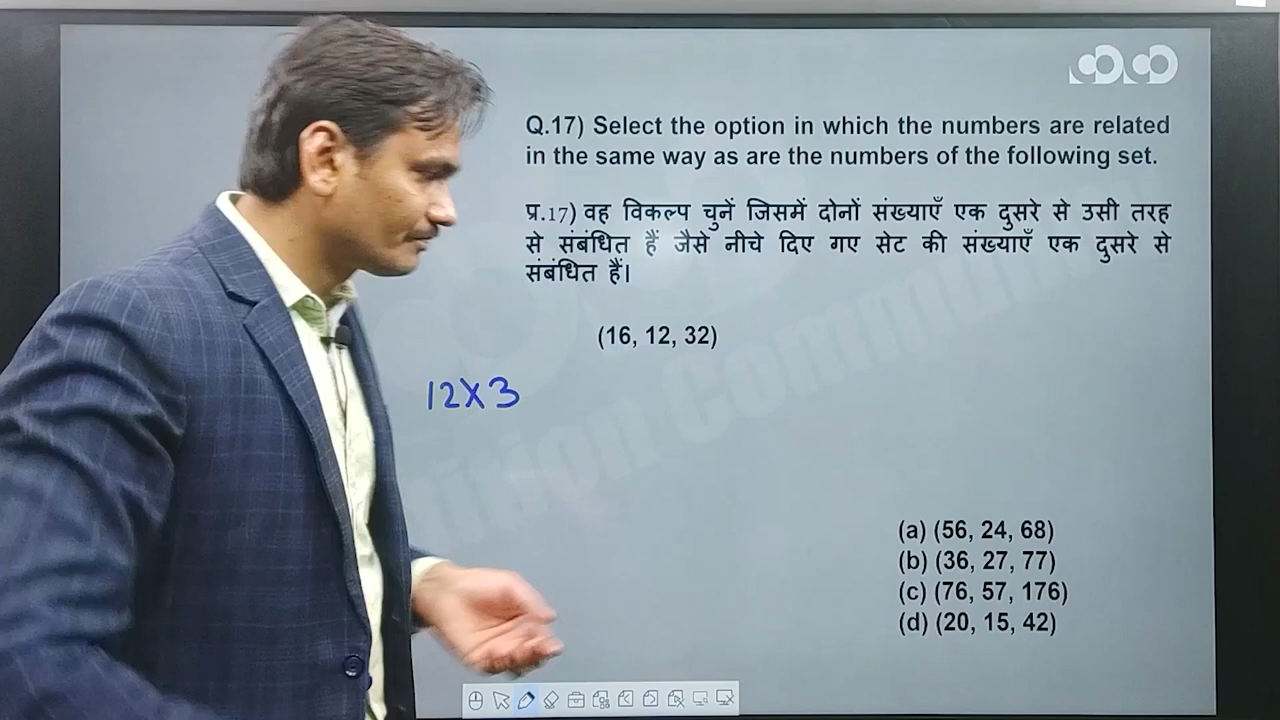 Q.17) Select the option in which the numbers are related
in the same way as are the numbers of the following set.
प्र.17) वह विकल्प चुनें जिसमें दोनों संख्याएँ एक दुसरे से उसी तरह
से संबंधित हैं जैसे नीचे दिए गए सेट की संख्याएँ एक दुसरे से
संबंधित हैं।
(16, 12, 32)
12X3
(a) (56, 24, 68)
(b) (36, 27, 77)
(c) (76, 57, 176)
(d) (20, 15, 42)